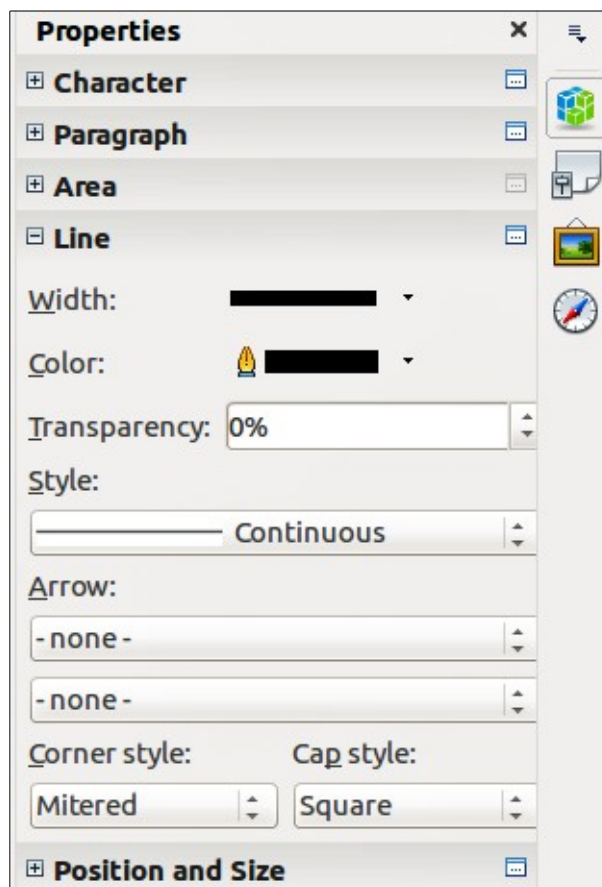 Properties
Character
Paragraph
Area
Line
Width:
Color:
Transparency: 0%
Style:
Continuous
Arrow:
- none -
- none -
Corner style: Cap style:
Mitered Square
Position and Size